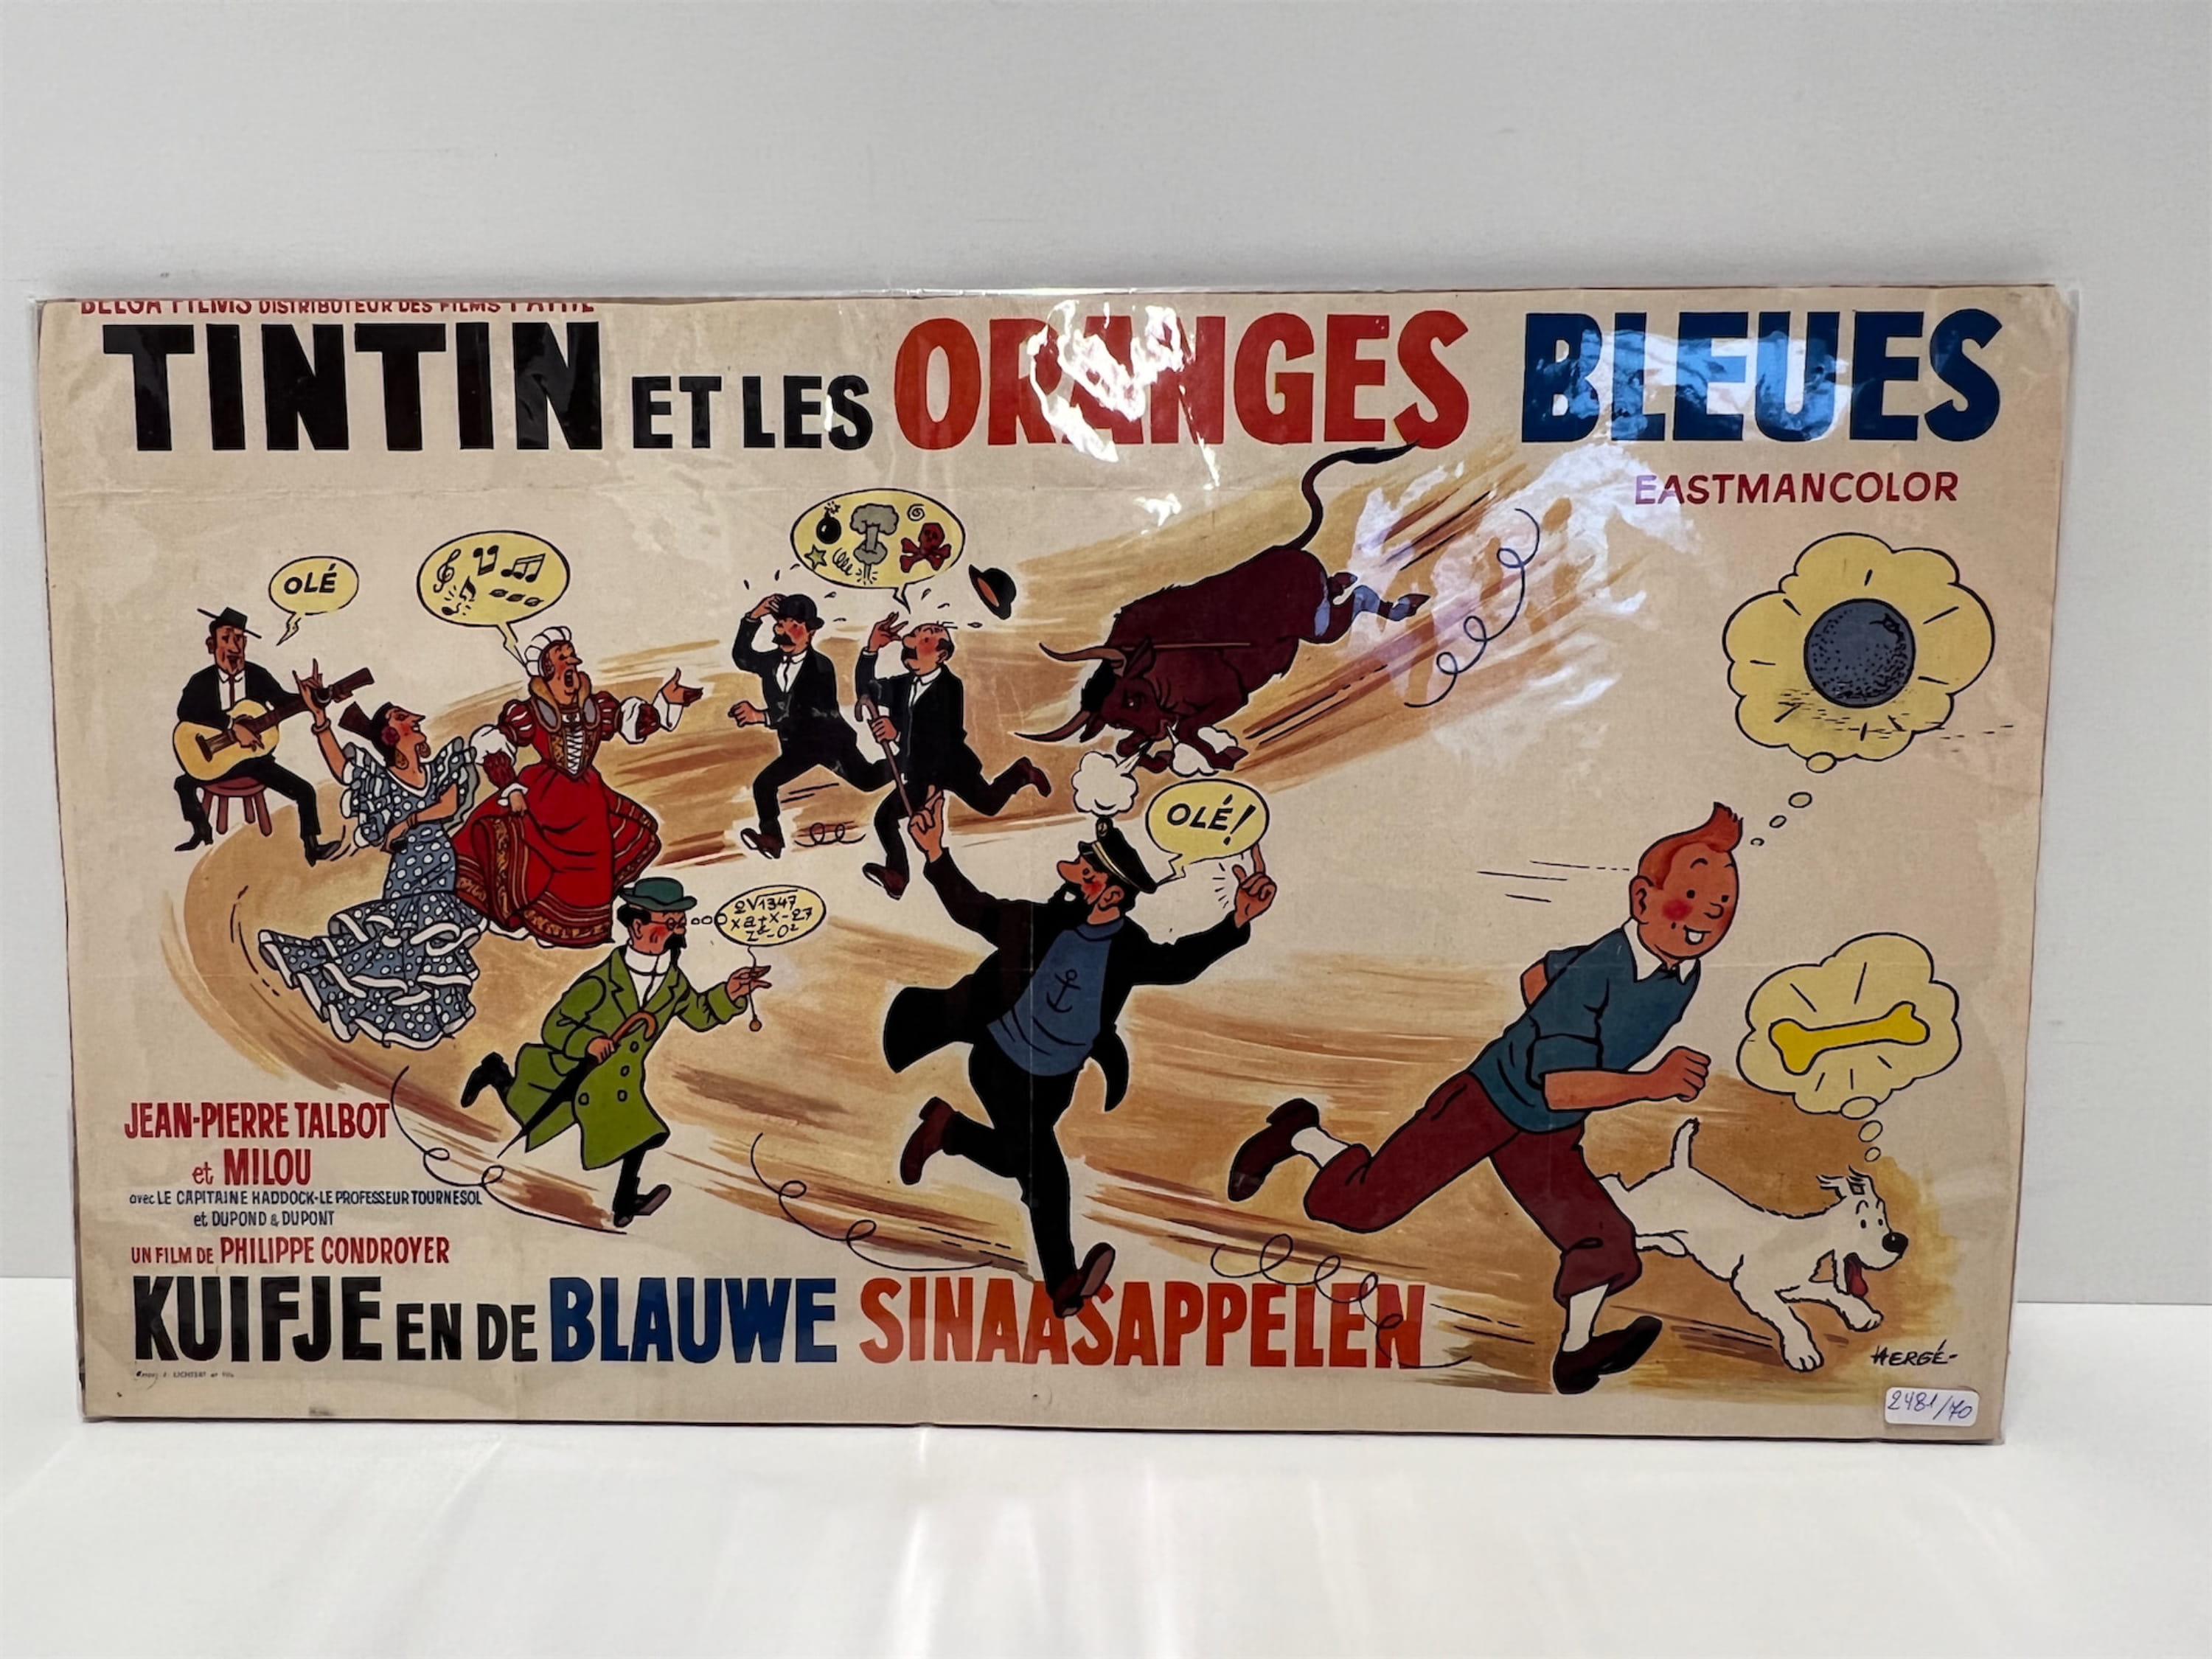 BELGA FILMS DISTRIBUTEUR DES FILMS PATHE
TINTIN ET LES ORANGES BLEUES
EASTMANCOLOR
OLÉ
OLÉ!
2√1347
JEAN-PIERRE TALBOT
et MILOU
avec LE CAPITAINE HADDOCK-LE PROFESSEUR TOURNESOL
et DUPOND & DUPONT
UN FILM DE PHILIPPE CONDROYER
KUIFJE EN DE BLAUWE SINAASAPPELEN
HERGÉ-
2481/70